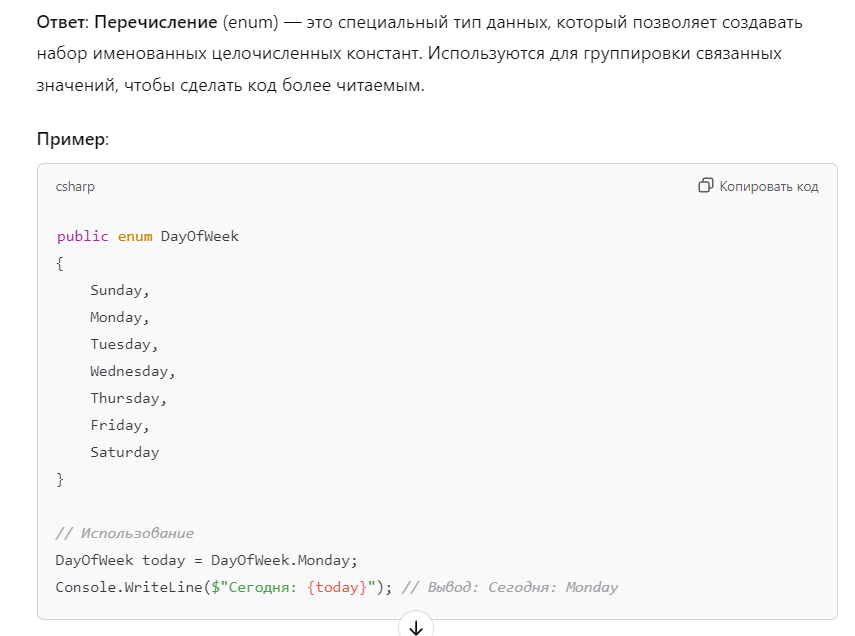 Ответ: Перечисление (enum) — это специальный тип данных, который позволяет создавать
набор именованных целочисленных констант. Используются для группировки связанных
значений, чтобы сделать код более читаемым.
Пример:
csharp
Копировать код
public enum DayOfWeek
{
    Sunday,
    Monday,
    Tuesday,
    Wednesday,
    Thursday,
    Friday,
    Saturday
}
// Использование
DayOfWeek today = DayOfWeek.Monday;
Console.WriteLine($"Сегодня: {today}"); // Вывод: Сегодня: Monday